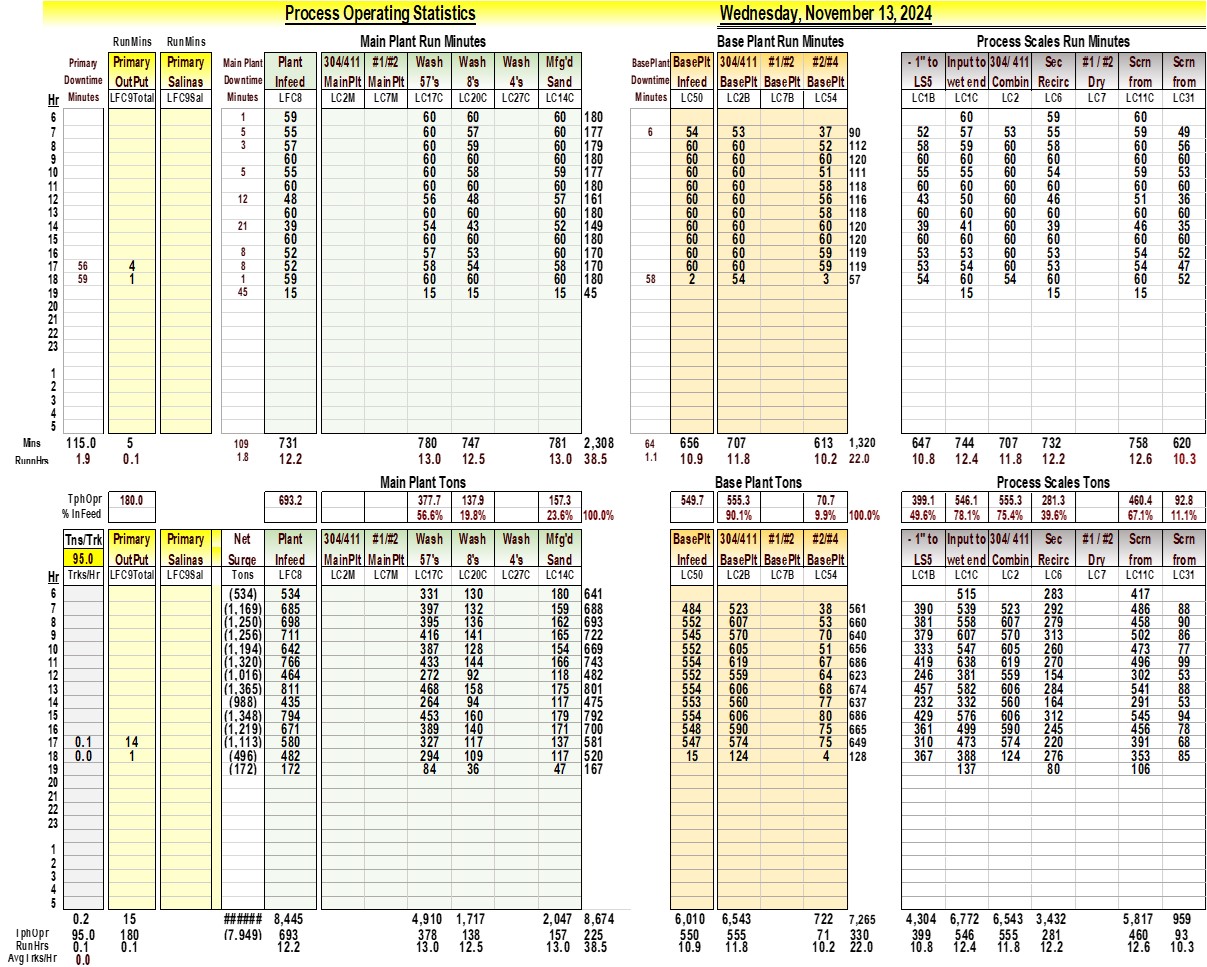 Process Operating Statistics Wednesday, November 13, 2024
RunMins RunMins Main Plant Run Minutes Base Plant Run Minutes Process Scales Run Minutes
Primary Primary Primary Main Plant Plant 304/411 #1/#2 Wash Wash Wash Mfg'd BasePlant BasePlt 304/411 #1/#2 #2/#4 - 1" to Input to 304/ 411 Sec #1 / #2 Scrn Scrn
Downtime OutPut Salinas Downtime Infeed MainPlt MainPlt 57's 8's 4's Sand Downtime Infeed BasePlt BasePlt BasePlt LS5 wet end Combin Recirc Dry from from
Hr Minutes LFC9Total LFC9Sal Minutes LFC8 LC2M LC7M LC17C LC20C LC27C LC14C Minutes LC50 LC2B LC7B LC54 LC1B LC1C LC2 LC6 LC7 LC11C LC31
6 1 59 60 60 60 180 60 59 60
7 5 55 60 57 60 177 6 54 53 37 90 52 57 53 55 59 49
8 3 57 60 59 60 179 60 60 52 112 58 59 60 58 60 56
9 60 60 60 60 180 60 60 60 120 60 60 60 60 60 60
10 5 55 60 58 59 177 60 60 51 111 55 55 60 54 59 53
11 60 60 60 60 180 60 60 58 118 60 60 60 60 60 60
12 12 48 56 48 57 161 60 60 56 116 43 50 60 46 51 36
13 60 60 60 60 180 60 60 58 118 60 60 60 60 60 60
14 21 39 54 43 52 149 60 60 60 120 39 41 60 39 46 35
15 60 60 60 60 180 60 60 60 120 60 60 60 60 60 60
16 8 52 57 53 60 170 60 60 59 119 53 53 60 53 54 52
17 56 4 8 52 58 54 58 170 60 60 59 119 53 54 60 53 54 47
18 59 1 1 59 60 60 60 180 58 2 54 3 57 54 60 54 54 60 52
19 45 15 15 15 15 45 15 15 15
20
21
22
23
1
2
3
4
5
Mins 115.0 5 109 731 780 747 781 2,308 64 656 707 613 1,320 647 744 707 732 758 620
RunnHrs 1.9 0.1 1.8 12.2 13.0 12.5 13.0 38.5 1.1 10.9 11.8 10.2 22.0 10.8 12.4 11.8 12.2 12.6 10.3
Main Plant Tons Base Plant Tons Process Scales Tons
TphOpr 180.0 693.2 377.7 137.9 157.3 549.7 555.3 70.7 399.1 546.1 555.3 281.3 460.4 92.8
% InFeed 56.6% 19.8% 23.6% 100.0% 90.1% 9.9% 100.0% 49.6% 78.1% 75.4% 39.6% 67.1% 11.1%
Tns/Trk Primary Primary Net Plant 304/411 #1/#2 Wash Wash Wash Mfg'd BasePlt 304/411 #1/#2 #2/#4 - 1" to Input to 304/ 411 Sec #1 / #2 Scrn Scrn
95.0 OutPut Salinas Surge Infeed MainPlt MainPlt 57's 8's 4's Sand Infeed BasePlt BasePlt BasePlt LS5 wet end Combin Recirc Dry from from
Hr Trks/Hr LFC9Total LFC9Sal Tons LFC8 LC2M LC7M LC17C LC20C LC27C LC14C LC50 LC2B LC7B LC54 LC1B LC1C LC2 LC6 LC7 LC11C LC31
6 (534) 534 331 130 180 641 515 283 417
7 (1,169) 685 397 132 159 688 484 523 38 561 390 539 523 292 486 88
8 (1,250) 698 395 136 162 693 552 607 53 660 381 558 607 279 458 90
9 (1,256) 711 416 141 165 722 545 570 70 640 379 607 570 313 502 86
10 (1,194) 642 387 128 154 669 552 605 51 656 333 547 605 260 473 77
11 (1,320) 766 433 144 166 743 554 619 67 686 419 638 619 270 496 99
12 (1,016) 464 272 92 118 482 552 559 64 623 246 381 559 154 302 53
13 (1,365) 811 468 158 175 801 554 606 68 674 457 582 606 284 541 88
14 (988) 435 264 94 117 475 553 560 77 637 232 332 560 164 291 53
15 (1,348) 794 453 160 179 792 554 606 80 686 429 576 606 312 545 94
16 (1,219) 671 389 140 171 700 548 590 75 665 361 499 590 245 456 78
17 0.1 14 (1,113) 580 327 117 137 581 547 574 75 649 310 473 574 220 391 68
18 0.0 1 (496) 482 294 109 117 520 15 124 4 128 367 388 124 276 353 85
19 (172) 172 84 36 47 167 137 80 106
20
21
22
23
1
2
3
4
5
0.2 15 ###### 8,445 4,910 1,717 2,047 8,674 6,010 6,543 722 7,265 4,304 6,772 6,543 3,432 5,817 959
TphOpr 95.0 180 (7,949) 693 378 138 157 225 550 555 71 330 399 546 555 281 460 93
RunHrs 0.1 0.1 12.2 13.0 12.5 13.0 38.5 10.9 11.8 10.2 22.0 10.8 12.4 11.8 12.2 12.6 10.3
AvgTrks/Hr 0.0